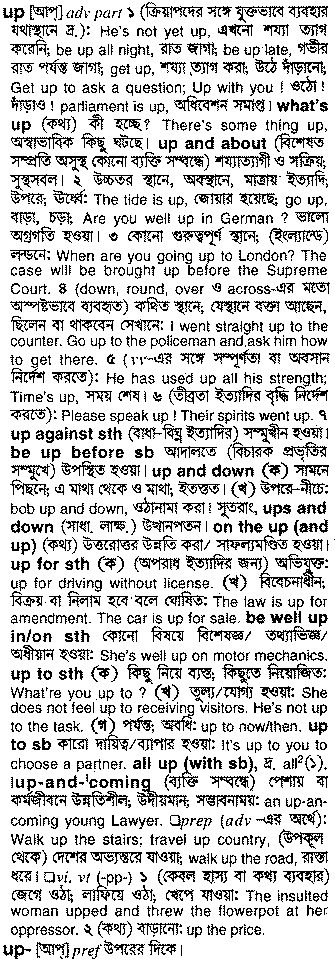 up [আপ্] adv part ১ (ক্রিয়াপদের সঙ্গে যুক্তভাবে ব্যবহার
যথাস্থানে দ্র.): He's not yet up, এখনো শয্যা ত্যাগ
করেনি; be up all night, রাত জাগা; be up late, গভীর
রাত পর্যন্ত জাগা; get up, শয্যা ত্যাগ করা, উঠে দাঁড়ানো;
Get up to ask a question; Up with you ! ওঠো !
দাঁড়াও ! parliament is up, অধিবেশন সমাপ্ত। what's
up (কথ্য) কী হচ্ছে? There's some thing up,
অস্বাভাবিক কিছু ঘটছে। up and about (বিশেষত
সম্প্রতি অসুস্থ কোনো ব্যক্তি সম্বন্ধে) শয্যাত্যাগী ও সক্রিয়;
সুস্থসবল। ২ উচ্চতর স্থানে, অবস্থানে, মাত্রায় ইত্যাদি;
উপরে; ঊর্ধ্বে: The tide is up, জোয়ার হয়েছে; go up,
বাড়া, চড়া; Are you well up in German ? ভালো
অগ্রগতি হওয়া। ৩ কোনো গুরুত্বপূর্ণ স্থানে; (ইংল্যান্ডে)
লন্ডনে: When are you going up to London? The
case will be brought up before the Supreme
Court. ৪ (down, round, over ও across-এর মতো
অস্পষ্টভাবে ব্যবহৃত) কথিত স্থানে; যেস্থানে বক্তা আছেন,
ছিলেন বা থাকবেন সেখানে: I went straight up to the
counter. Go up to the policeman and ask him how
to get there. ৫ (vv-এর সঙ্গে সম্পূর্ণতা বা অবসান
নির্দেশ করতে): He has used up all his strength;
Time's up, সময় শেষ। ৬ (তীব্রতা ইত্যাদির বৃদ্ধি নির্দেশ
করতে): Please speak up ! Their spirits went up. ৭
up against sth (বাধা-বিঘ্ন ইত্যাদির) সম্মুখীন হওয়া।
be up before sb আদালতে (বিচারক প্রভৃতির
সম্মুখে) উপস্থিত হওয়া। up and down (ক) সামনে
পিছনে; এ মাথা থেকে ও মাথা; ইতস্তত। (খ) উপরে-নীচে:
bob up and down, ওঠানামা করা। সুতরাং, ups and
down (সাধা. লাক্ষ.) উত্থানপতন। on the up (and
up) (কথ্য) উত্তরোত্তর উন্নতি করা/ সাফল্যমণ্ডিত হওয়া।
up for sth (ক) (অপরাধ ইত্যাদির জন্য) অভিযুক্ত:
up for driving without license. (খ) বিবেচনাধীন;
বিক্রয় বা নিলাম হবে বলে ঘোষিত: The law is up for
amendment. The car is up for sale. be well up
in/on sth কোনো বিষয়ে বিশেষজ্ঞ/ তথ্যাভিজ্ঞ/
অধীয়ান হওয়া: She's well up on motor mechanics.
up to sth (ক) কিছু নিয়ে ব্যস্ত; কিছুতে নিয়োজিত:
What're you up to ? (খ) তুল্য/যোগ্য হওয়া: She
does not feel up to receiving visitors. He's not up
to the task. (গ) পর্যন্ত; অবধি: up to now/then. up
to sb কারো দায়িত্ব/ব্যাপার হওয়া: It's up to you to
choose a partner. all up (with sb), দ্র. all²(১).
ˌup-and-ˈcoming (ব্যক্তি সম্বন্ধে) পেশায় বা
কর্মজীবনে উন্নতিশীল; উদীয়মান; সম্ভাবনাময়: an up-an-
coming young Lawyer. □prep (adv -এর অর্থে):
Walk up the stairs; travel up country, (উপকূল
থেকে) দেশের অভ্যন্তরে যাওয়া; walk up the road, রাস্তা
ধরে। □vi, vt (-pp-) ১ (কেবল হাস্য বা কথ্য ব্যবহার)
জেগে ওঠা; লাফিয়ে ওঠা; খেপে যাওয়া: The insulted
woman upped and threw the flowerpot at her
oppressor. ২ (কথ্য) বাড়ানো: up the price.
up- [আপ্] pref উপরের দিকে।